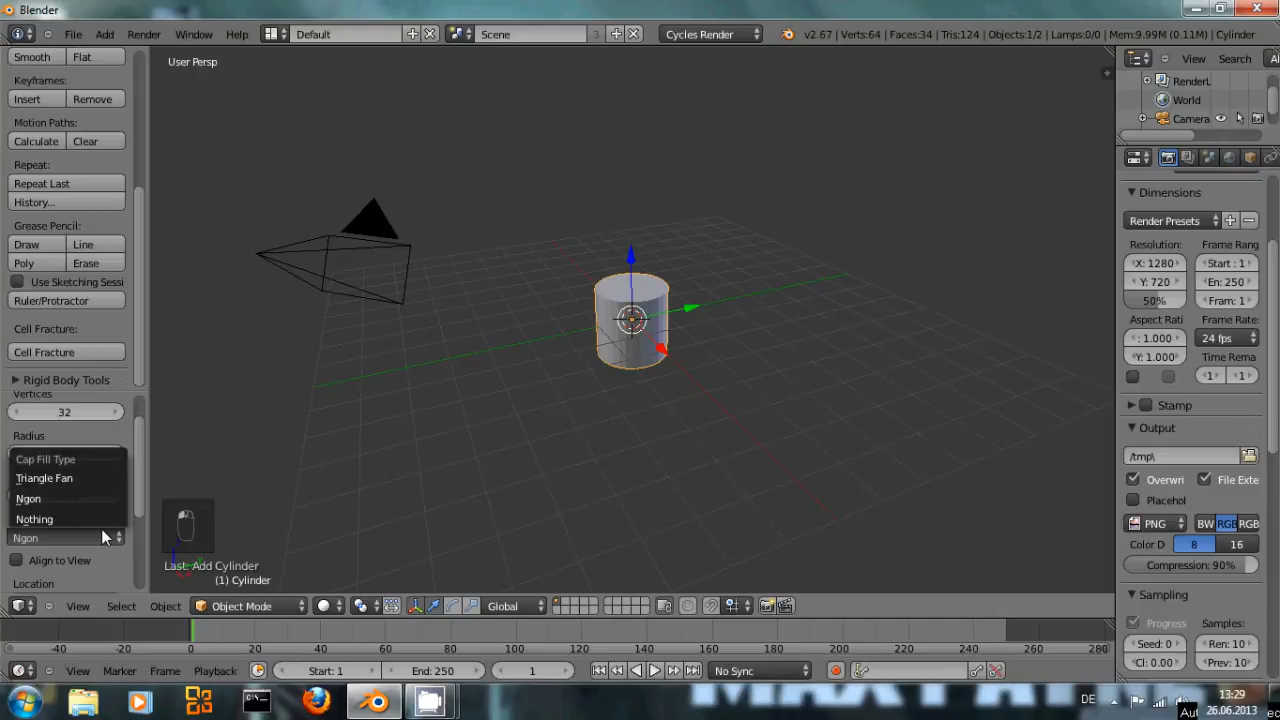 Blender
File Add Render Window Help Default Scene 3 Cycles Render v2.67 | Verts:64 | Faces:34 | Tris:124 | Objects:1/2 | Lamps:0/0 | Mem:9.99M (0.11M) | Cylinder
Smooth Flat
Keyframes:
Insert Remove
Motion Paths:
Calculate Clear
Repeat:
Repeat Last
History...
Grease Pencil:
Draw Line
Poly Erase
Use Sketching Sessi
Ruler/Protractor
Cell Fracture:
Cell Fracture
Rigid Body Tools
Vertices
32
Radius
Cap Fill Type
Triangle Fan
Ngon
Nothing
Ngon
Align to View
Location
User Persp
Last: Add Cylinder
(1) Cylinder
View Select Object Object Mode Global
-40 -20 0 20 40 60 80 100 120 140 160 180 200 220 240 260 280
View Marker Frame Playback Start: 1 End: 250 1 No Sync
View Search Al
RenderL
World
Camera
Dimensions
Render Presets
Resolution: Frame Rang
X: 1280 Start: 1
Y: 720 En: 250
50% Fram: 1
Aspect Rati Frame Rate:
: 1.000 24 fps
Y: 1.000 Time Rema
1 1
Stamp
Output
/tmp\
Overwri File Exte
Placehol
PNG BW RGB RGB
Color D 8 16
Compression: 90%
Sampling
Progress Samples:
Seed: 0 Ren: 10
Cl: 0.00 Prev: 10
DE 13:29
26.06.2013